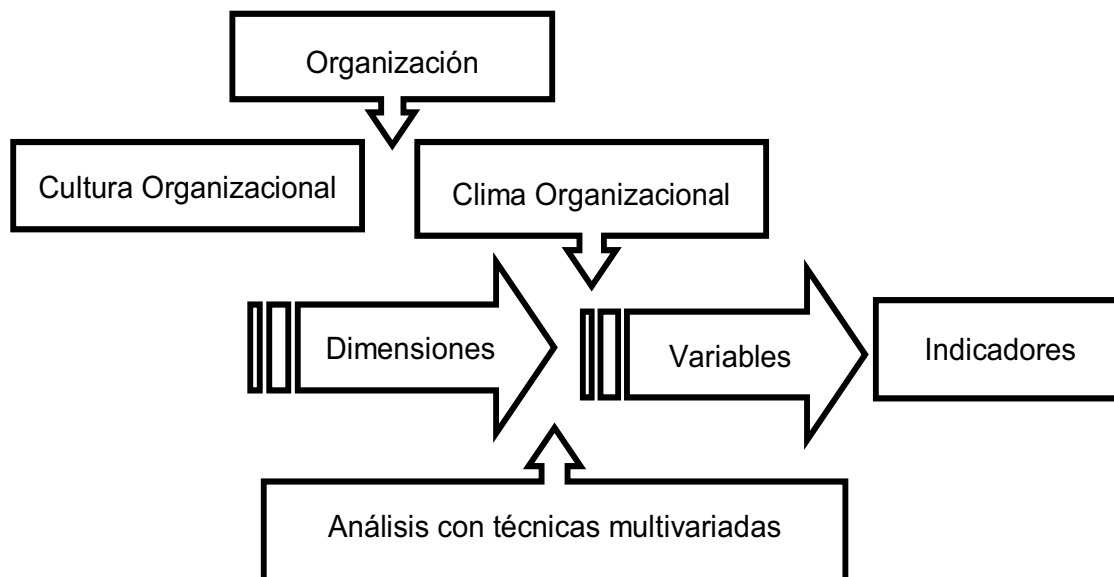 Organización
Cultura Organizacional
Clima Organizacional
Dimensiones
Variables
Indicadores
Análisis con técnicas multivariadas